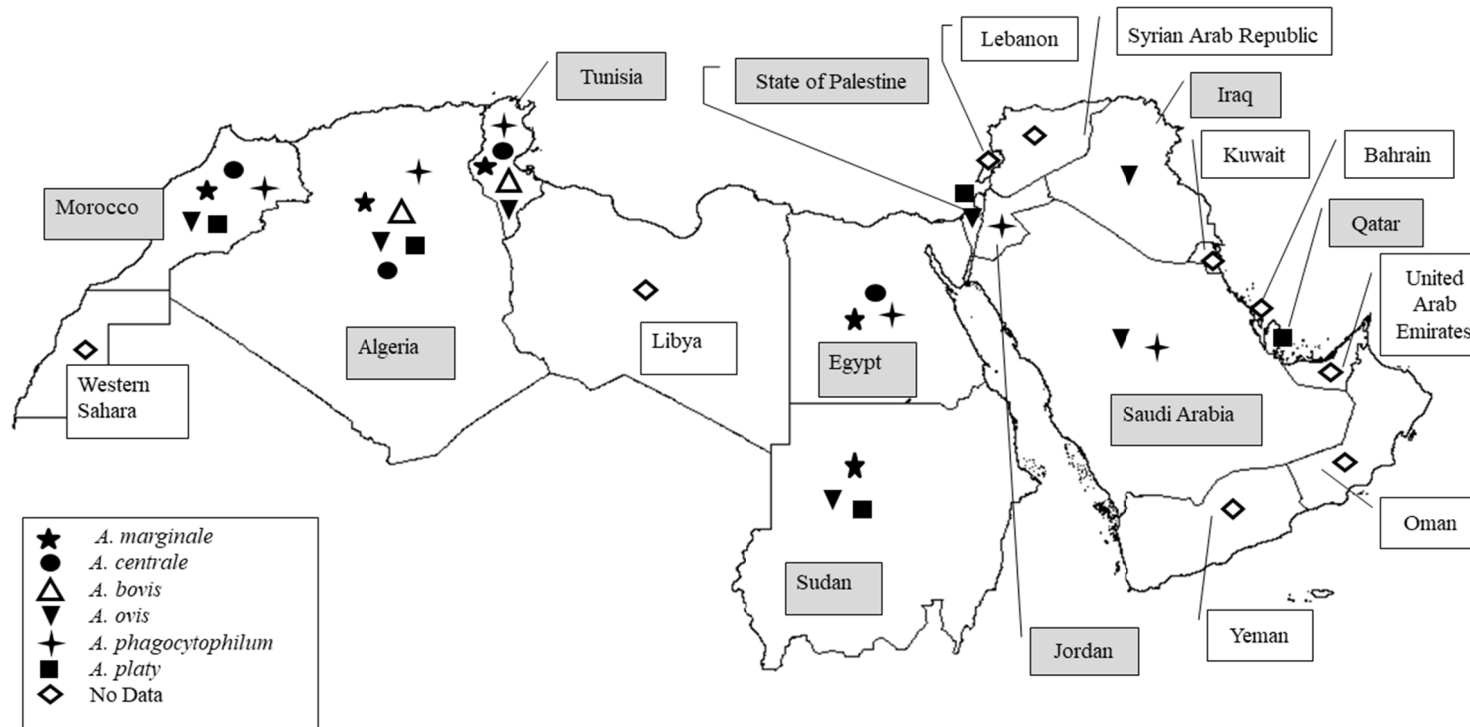 Lebanon
Syrian Arab Republic
Tunisia
State of Palestine
Iraq
Kuwait
Bahrain
Morocco
Qatar
United
Arab
Emirates
Algeria
Libya
Egypt
Western
Sahara
Saudi Arabia
Oman
Sudan
Yeman
Jordan
A. marginale
A. centrale
A. bovis
A. ovis
A. phagocytophilum
A. platy
No Data